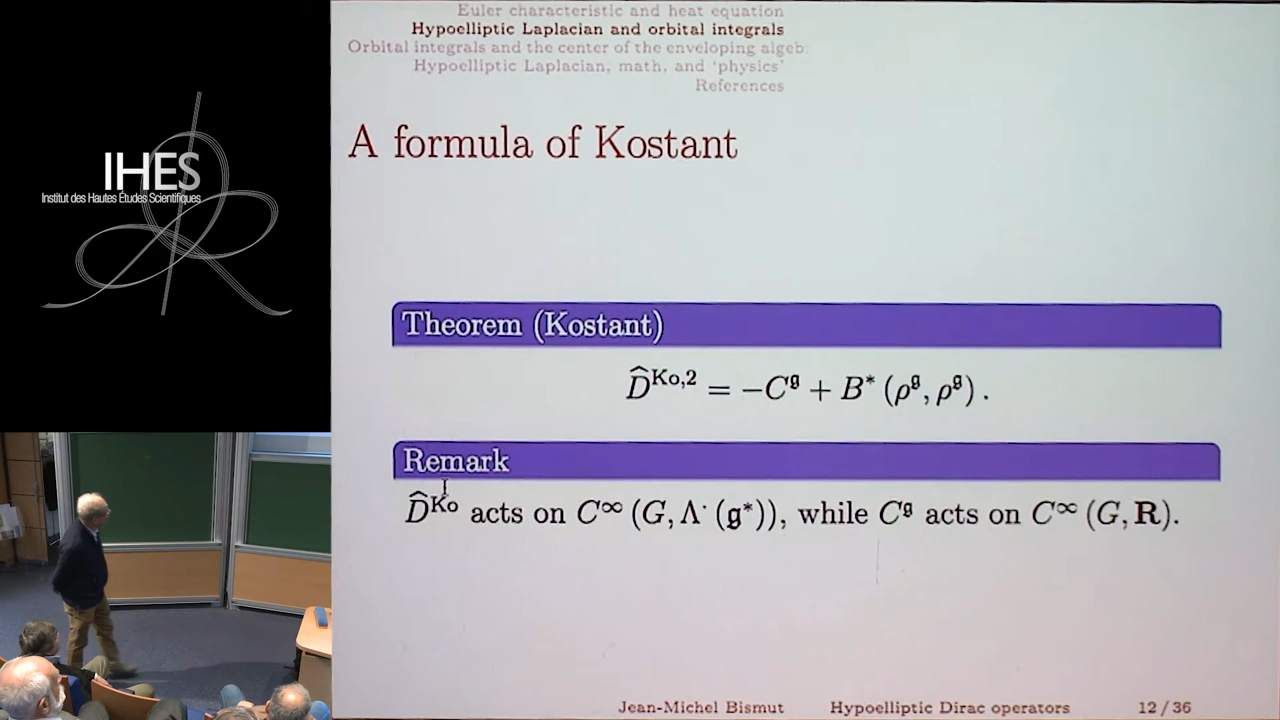 IHES
Institut des Hautes Études Scientifiques
Euler characteristic and heat equation
Hypoelliptic Laplacian and orbital integrals
Orbital integrals and the center of the enveloping algeb
Hypoelliptic Laplacian, math, and ‘physics’
References
A formula of Kostant
Theorem (Kostant)
D̂^{Ko,2} = −C^𝔤 + B* (ρ^𝔤, ρ^𝔤) .
Remark
D̂^{Ko} acts on C^∞ (G, Λ^· (𝔤*)), while C^𝔤 acts on C^∞ (G, R).
Jean-Michel Bismut Hypoelliptic Dirac operators 12 / 36